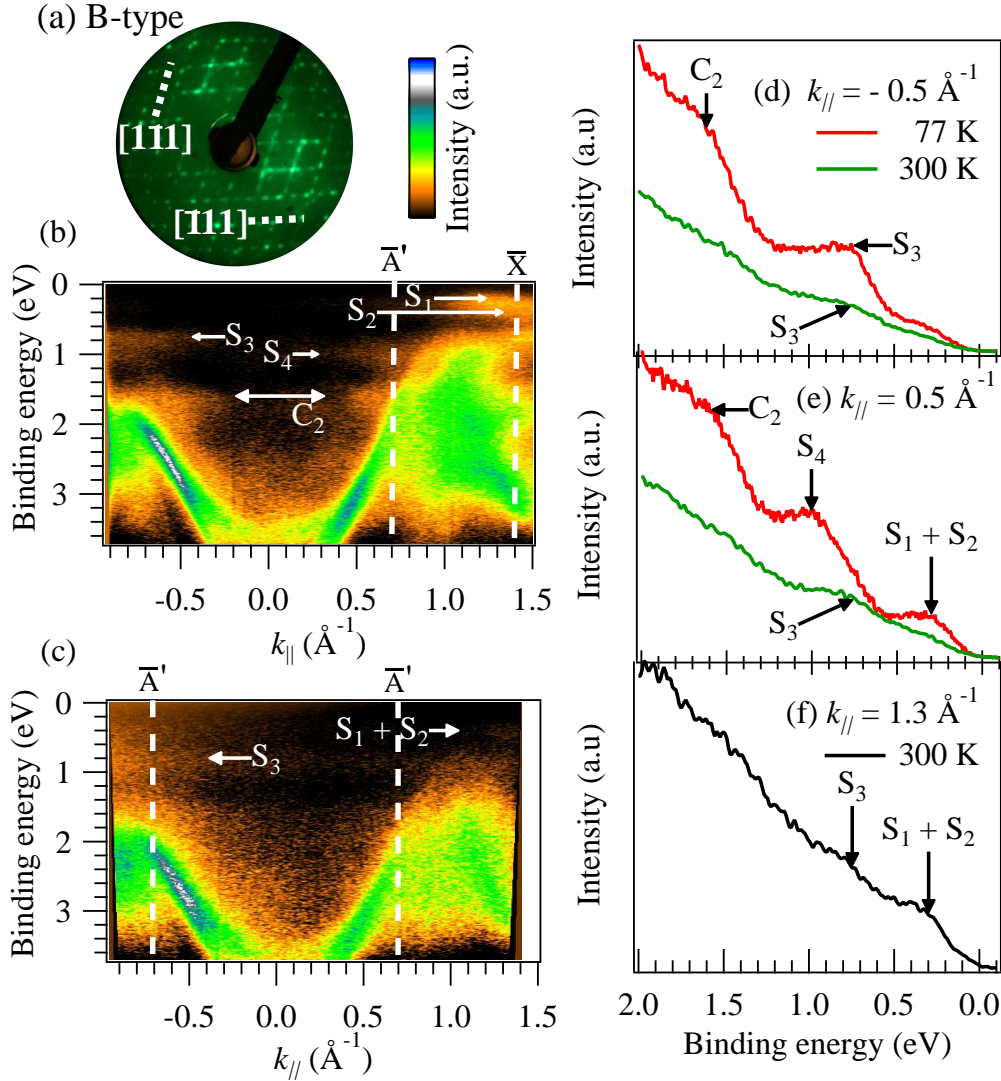 (a) B-type
[11̅1]
[1̅11]
Intensity (a.u.)
(b)
A̅'
X̅
S₁
S₂
S₃
S₄
C₂
0
1
2
3
Binding energy (eV)
-0.5
0.0
0.5
1.0
1.5
k|| (Å⁻¹)
(c)
A̅'
A̅'
S₁ + S₂
S₃
0
1
2
3
Binding energy (eV)
-0.5
0.0
0.5
1.0
1.5
k// (Å⁻¹)
(d) k// = - 0.5 Å⁻¹
77 K
300 K
C₂
S₃
S₃
Intensity (a.u)
(e) k// = 0.5 Å⁻¹
C₂
S₄
S₁ + S₂
S₃
Intensity (a.u.)
(f) k// = 1.3 Å⁻¹
300 K
S₃
S₁ + S₂
Intensity (a.u)
2.0
1.5
1.0
0.5
0.0
Binding energy (eV)